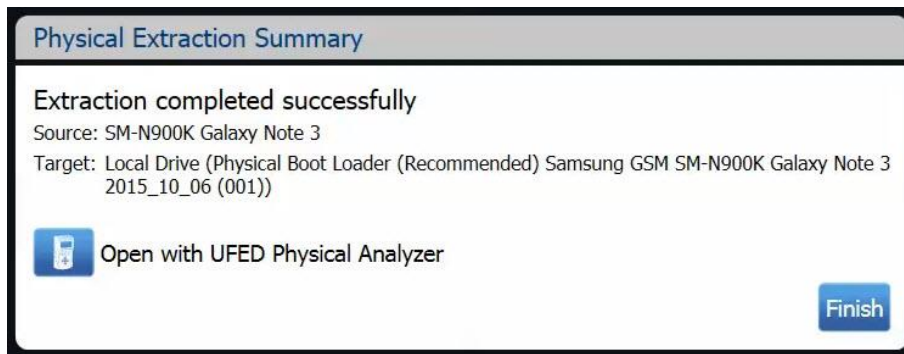 Physical Extraction Summary
Extraction completed successfully
Source: SM-N900K Galaxy Note 3
Target: Local Drive (Physical Boot Loader (Recommended) Samsung GSM SM-N900K Galaxy Note 3
2015_10_06 (001))
Open with UFED Physical Analyzer
Finish